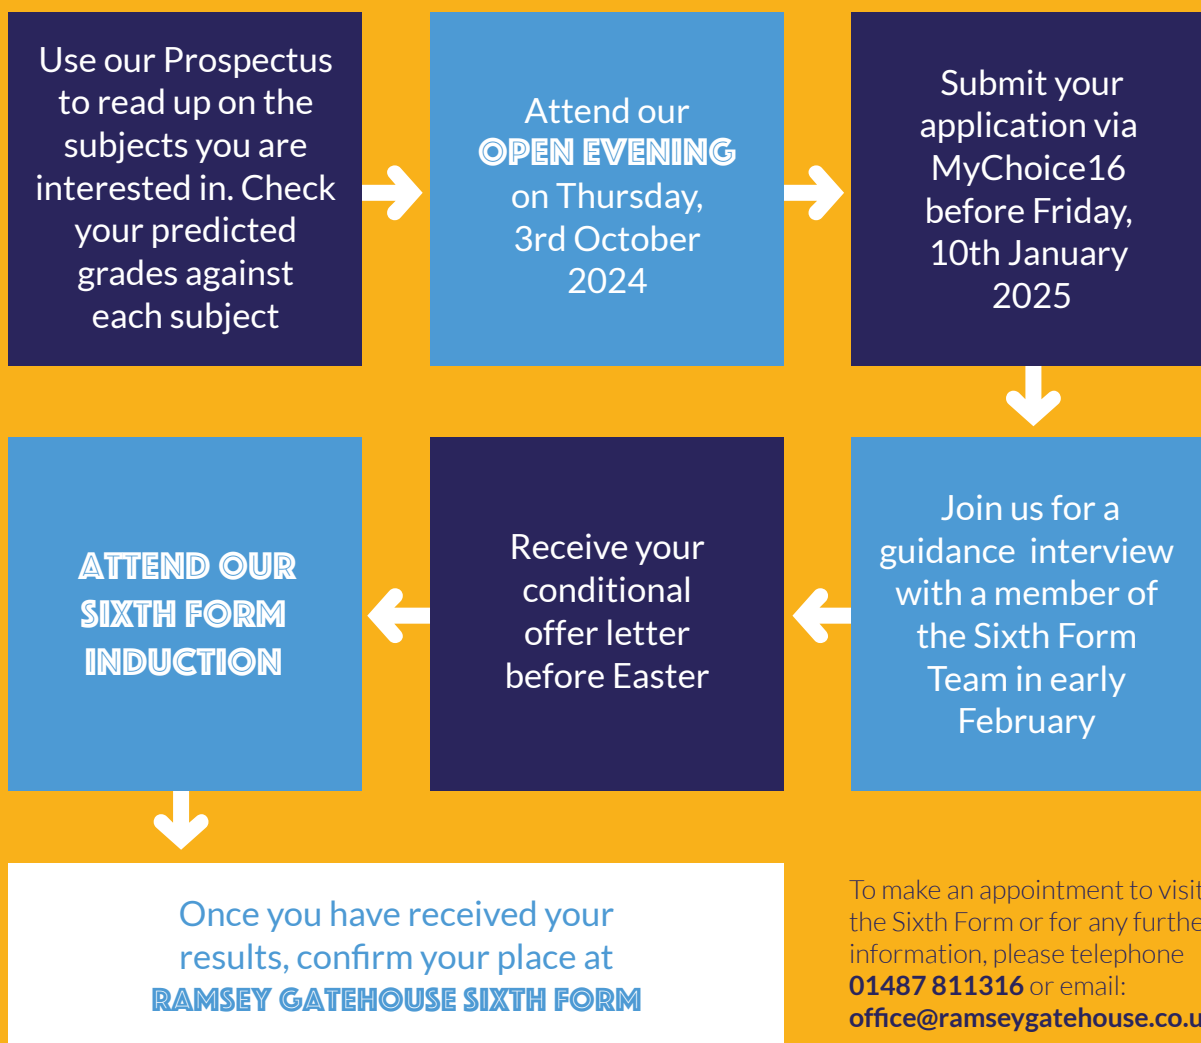 Use our Prospectus
to read up on the
subjects you are
interested in. Check
your predicted
grades against
each subject
Attend our
OPEN EVENING
on Thursday,
3rd October
2024
Submit your
application via
MyChoice16
before Friday,
10th January
2025
Join us for a
guidance interview
with a member of
the Sixth Form
Team in early
February
Receive your
conditional
offer letter
before Easter
ATTEND OUR
SIXTH FORM
INDUCTION
Once you have received your
results, confirm your place at
RAMSEY GATEHOUSE SIXTH FORM
To make an appointment to visit
the Sixth Form or for any furthe
information, please telephone
01487 811316 or email:
office@ramseygatehouse.co.u